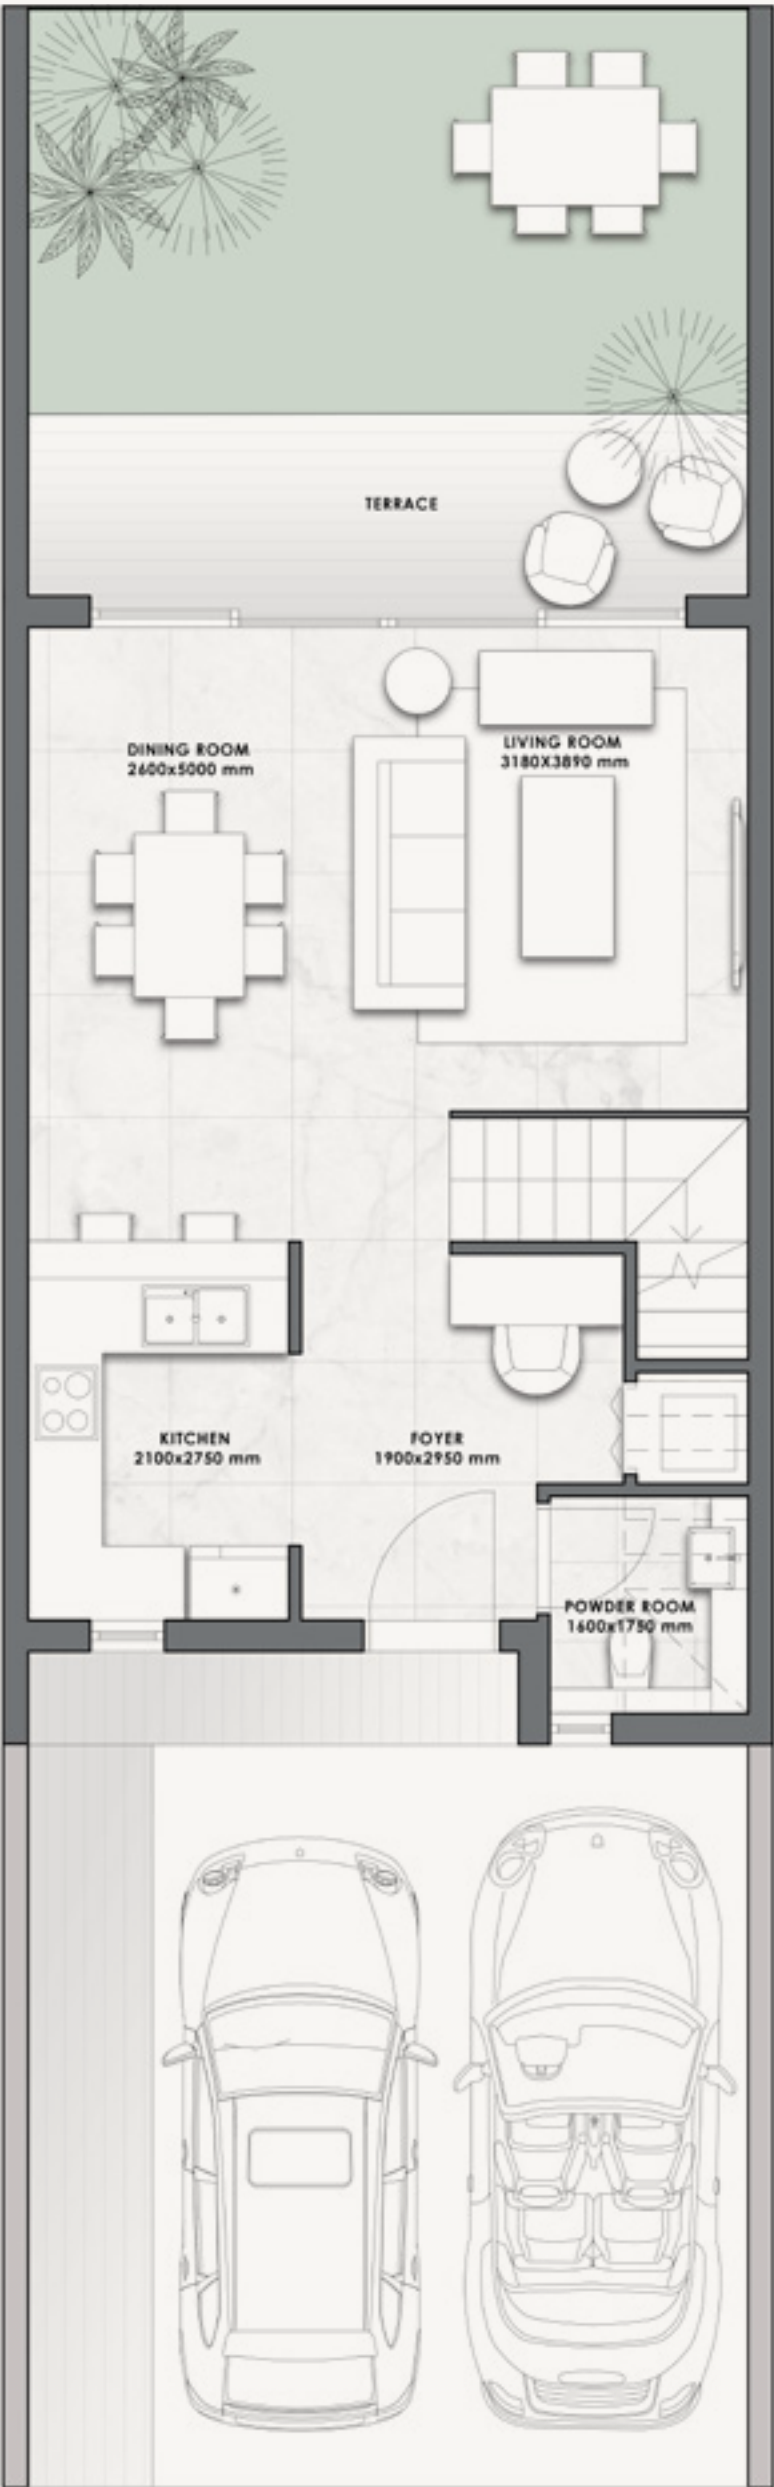 TERRACE
DINING ROOM
2600x5000 mm
LIVING ROOM
3180X3890 mm
KITCHEN
2100x2750 mm
FOYER
1900x2950 mm
POWDER ROOM
1600x1750 mm